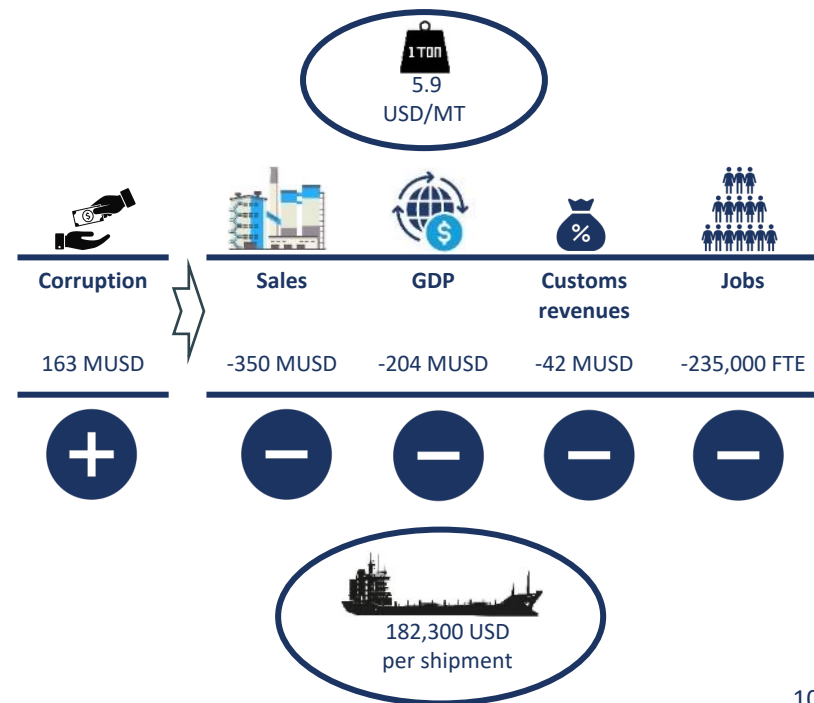 1TON
5.9
USD/MT
$
$
%
Corruption
Sales
GDP
Customs
revenues
Jobs
163 MUSD
-350 MUSD
-204 MUSD
-42 MUSD
-235,000 FTE
182,300 USD
per shipment
10